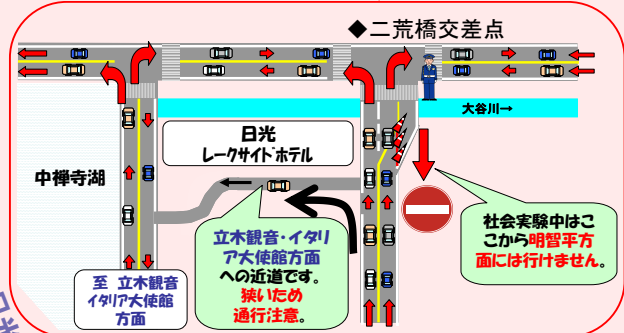 ◆二荒橋交差点
大谷川→
日光
レークサイドホテル
中禅寺湖
立木観音・イタリ
ア大使館方面
への近道です。
狭いため
通行注意。
社会実験中はこ
こから明智平方
面には行けません。
至 立木観音
イタリア大使館
方面